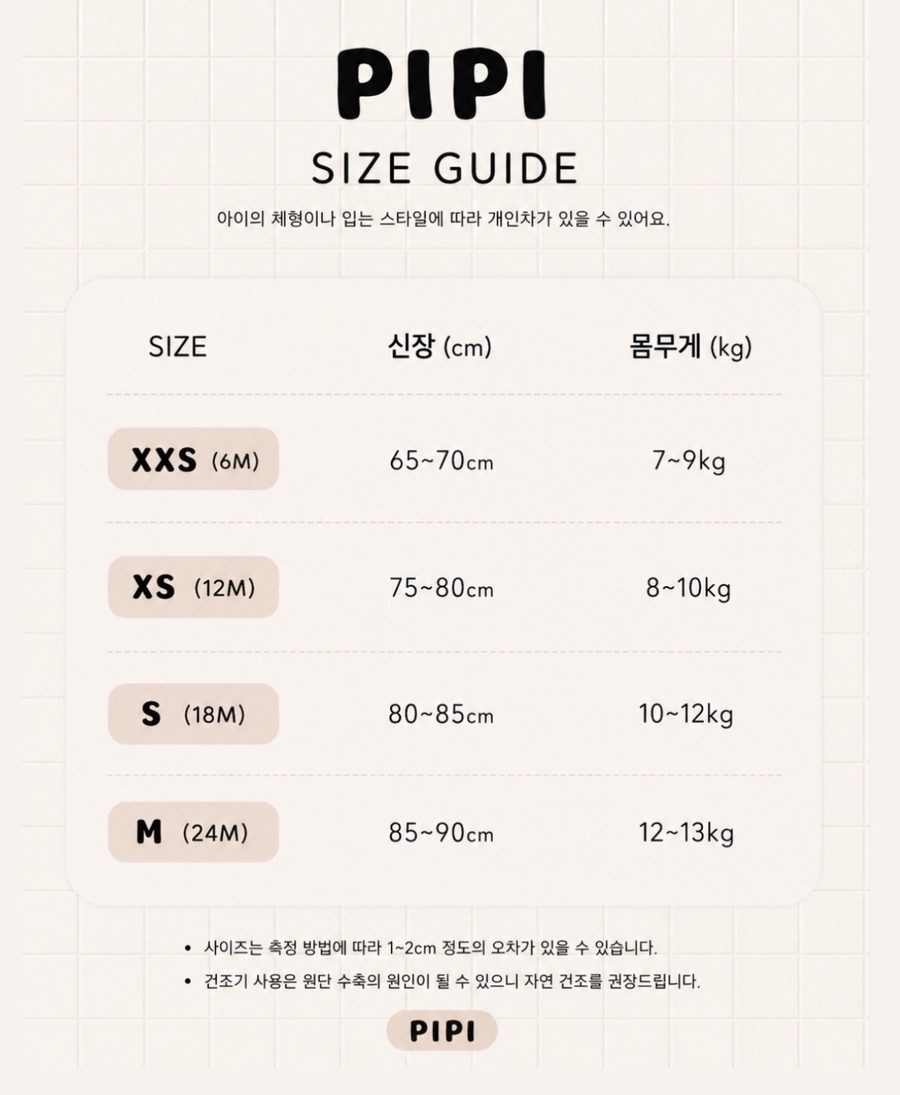 PIPI
SIZE GUIDE
아이의 체형이나 입는 스타일에 따라 개인차가 있을 수 있어요.
SIZE 신장 (cm) 몸무게 (kg)
XXS (6M) 65~70cm 7~9kg
XS (12M) 75~80cm 8~10kg
S (18M) 80~85cm 10~12kg
M (24M) 85~90cm 12~13kg
• 사이즈는 측정 방법에 따라 1~2cm 정도의 오차가 있을 수 있습니다.
• 건조기 사용은 원단 수축의 원인이 될 수 있으니 자연 건조를 권장드립니다.
PIPI